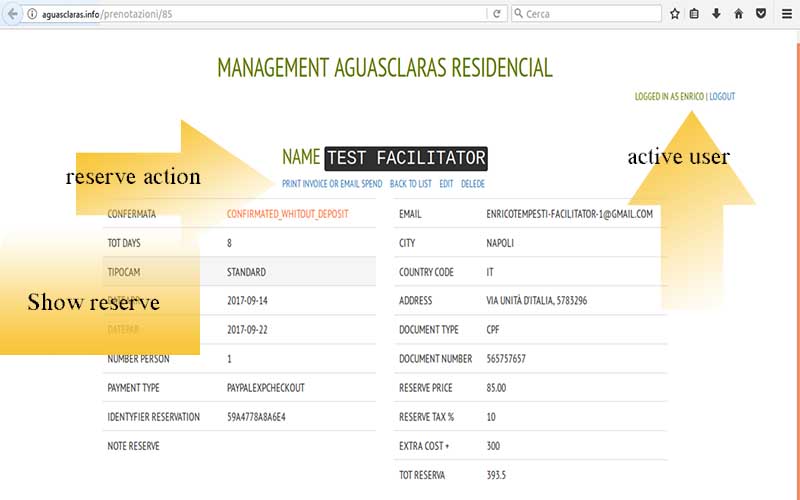 aguasclaras.info/prenotazioni/85
Cerca
MANAGEMENT AGUASCLARAS RESIDENCIAL
LOGGED IN AS ENRICO | LOGOUT
active user
reserve action
NAME TEST FACILITATOR
PRINT INVOICE OR EMAIL SPEND BACK TO LIST EDIT DELEDE
CONFERMATA CONFIRMATED_WHITOUT_DEPOSIT
TOT DAYS 8
TIPOCAM STANDARD
Show reserve
2017-09-14
DATEPAR 2017-09-22
NUMBER PERSON 1
PAYMENT TYPE PAYPALEXPCHECKOUT
IDENTYFIER RESERVATION 59A4778A8A6E4
NOTE RESERVE
EMAIL ENRICOTEMPESTI-FACILITATOR-1@GMAIL.COM
CITY NAPOLI
COUNTRY CODE IT
ADDRESS VIA UNITÀ D'ITALIA, 5783296
DOCUMENT TYPE CPF
DOCUMENT NUMBER 565757657
RESERVE PRICE 85.00
RESERVE TAX % 10
EXTRA COST + 300
TOT RESERVA 393.5